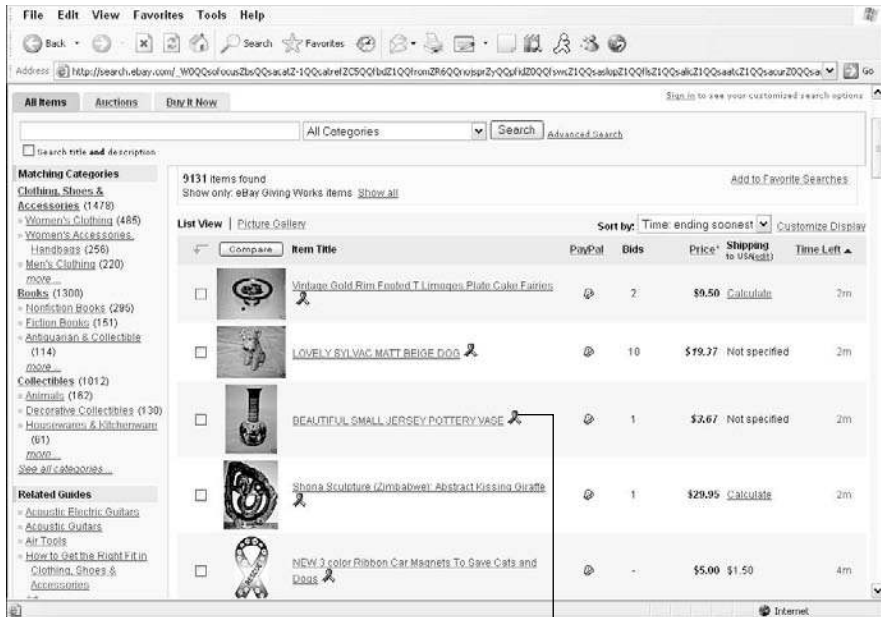 File Edit View Favorites Tools Help
Back Search Favorites
Address Go
All Items Auctions Buy It Now
Sign in to see your customized search options
All Categories Search Advanced Search
Search title and description
Matching Categories
Clothing, Shoes &
Accessories (1478)
Women's Clothing (485)
Women's Accessories,
Handbags (256)
Men's Clothing (220)
more ...
Books (1300)
Nonfiction Books (295)
Fiction Books (151)
Antiquarian & Collectible
(114)
more ...
Collectibles (1012)
Animals (162)
Decorative Collectibles (130)
Housewares & Kitchenware
(61)
more ...
See all categories ...
Related Guides
Acoustic Electric Guitars
Acoustic Guitars
Air Tools
How to Get the Right Fit in
Clothing, Shoes &
Accessories
9131 items found
Add to Favorite Searches
Show only: eBay Giving Works items Show all
List View | Picture Gallery
Sort by: Time: ending soonest Customize Display
Compare Item Title PayPal Bids Price* Shipping to US(edit) Time Left
Vintage Gold Rim Footed T Limoges Plate Cake Fairies 2 $9.50 Calculate 2m
LOVELY SYLVAC MATT BEIGE DOG 10 $19.37 Not specified 2m
BEAUTIFUL SMALL JERSEY POTTERY VASE 1 $3.67 Not specified 2m
Shona Sculpture (Zimbabwe): Abstract Kissing Giraffe 1 $29.95 Calculate 2m
NEW 3 color Ribbon Car Magnets To Save Cats and
Dogs - $5.00 $1.50 4m
RESCUE
Internet